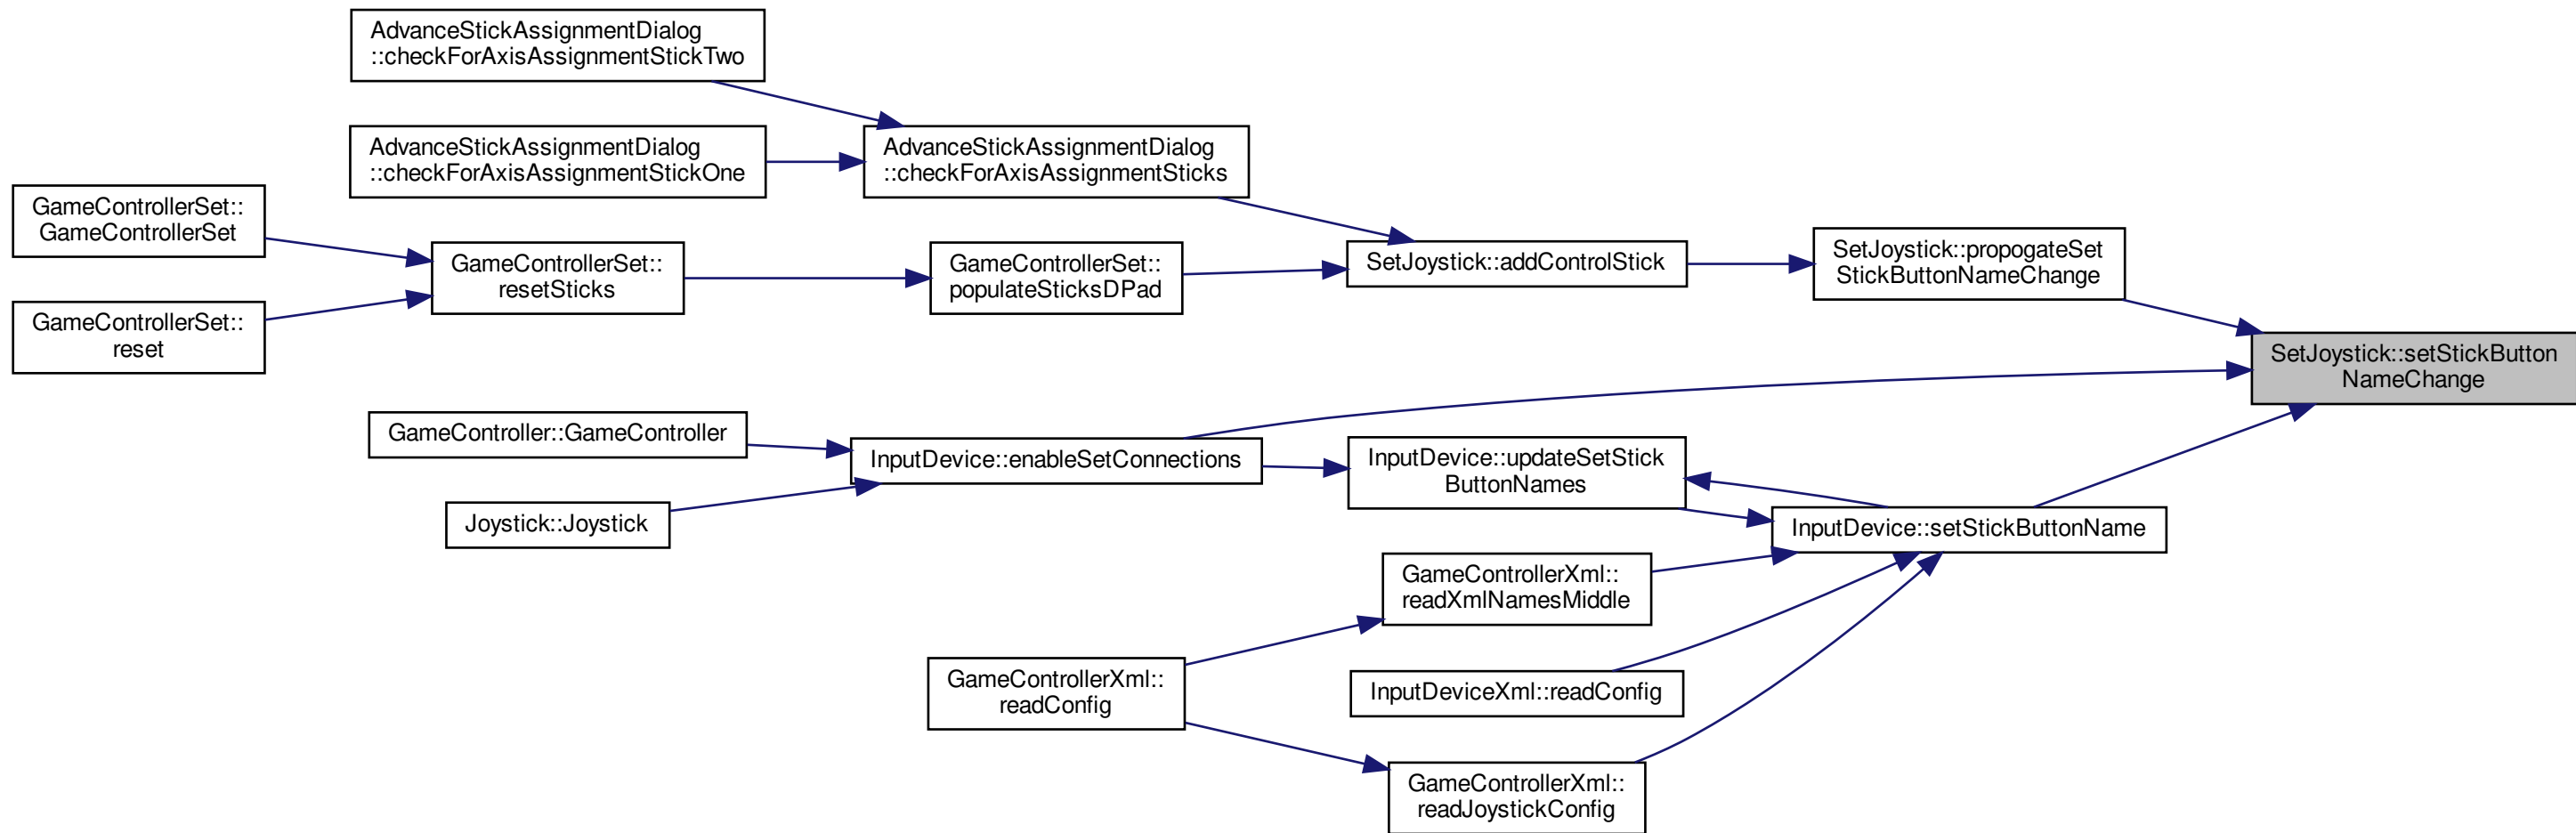 AdvanceStickAssignmentDialog
::checkForAxisAssignmentStickTwo
AdvanceStickAssignmentDialog
::checkForAxisAssignmentStickOne
AdvanceStickAssignmentDialog
::checkForAxisAssignmentSticks
GameControllerSet::
GameControllerSet
GameControllerSet::
resetSticks
GameControllerSet::
populateSticksDPad
SetJoystick::addControlStick
SetJoystick::propogateSet
StickButtonNameChange
GameControllerSet::
reset
SetJoystick::setStickButton
NameChange
GameController::GameController
InputDevice::enableSetConnections
InputDevice::updateSetStick
ButtonNames
Joystick::Joystick
InputDevice::setStickButtonName
GameControllerXml::
readXmlNamesMiddle
GameControllerXml::
readConfig
InputDeviceXml::readConfig
GameControllerXml::
readJoystickConfig